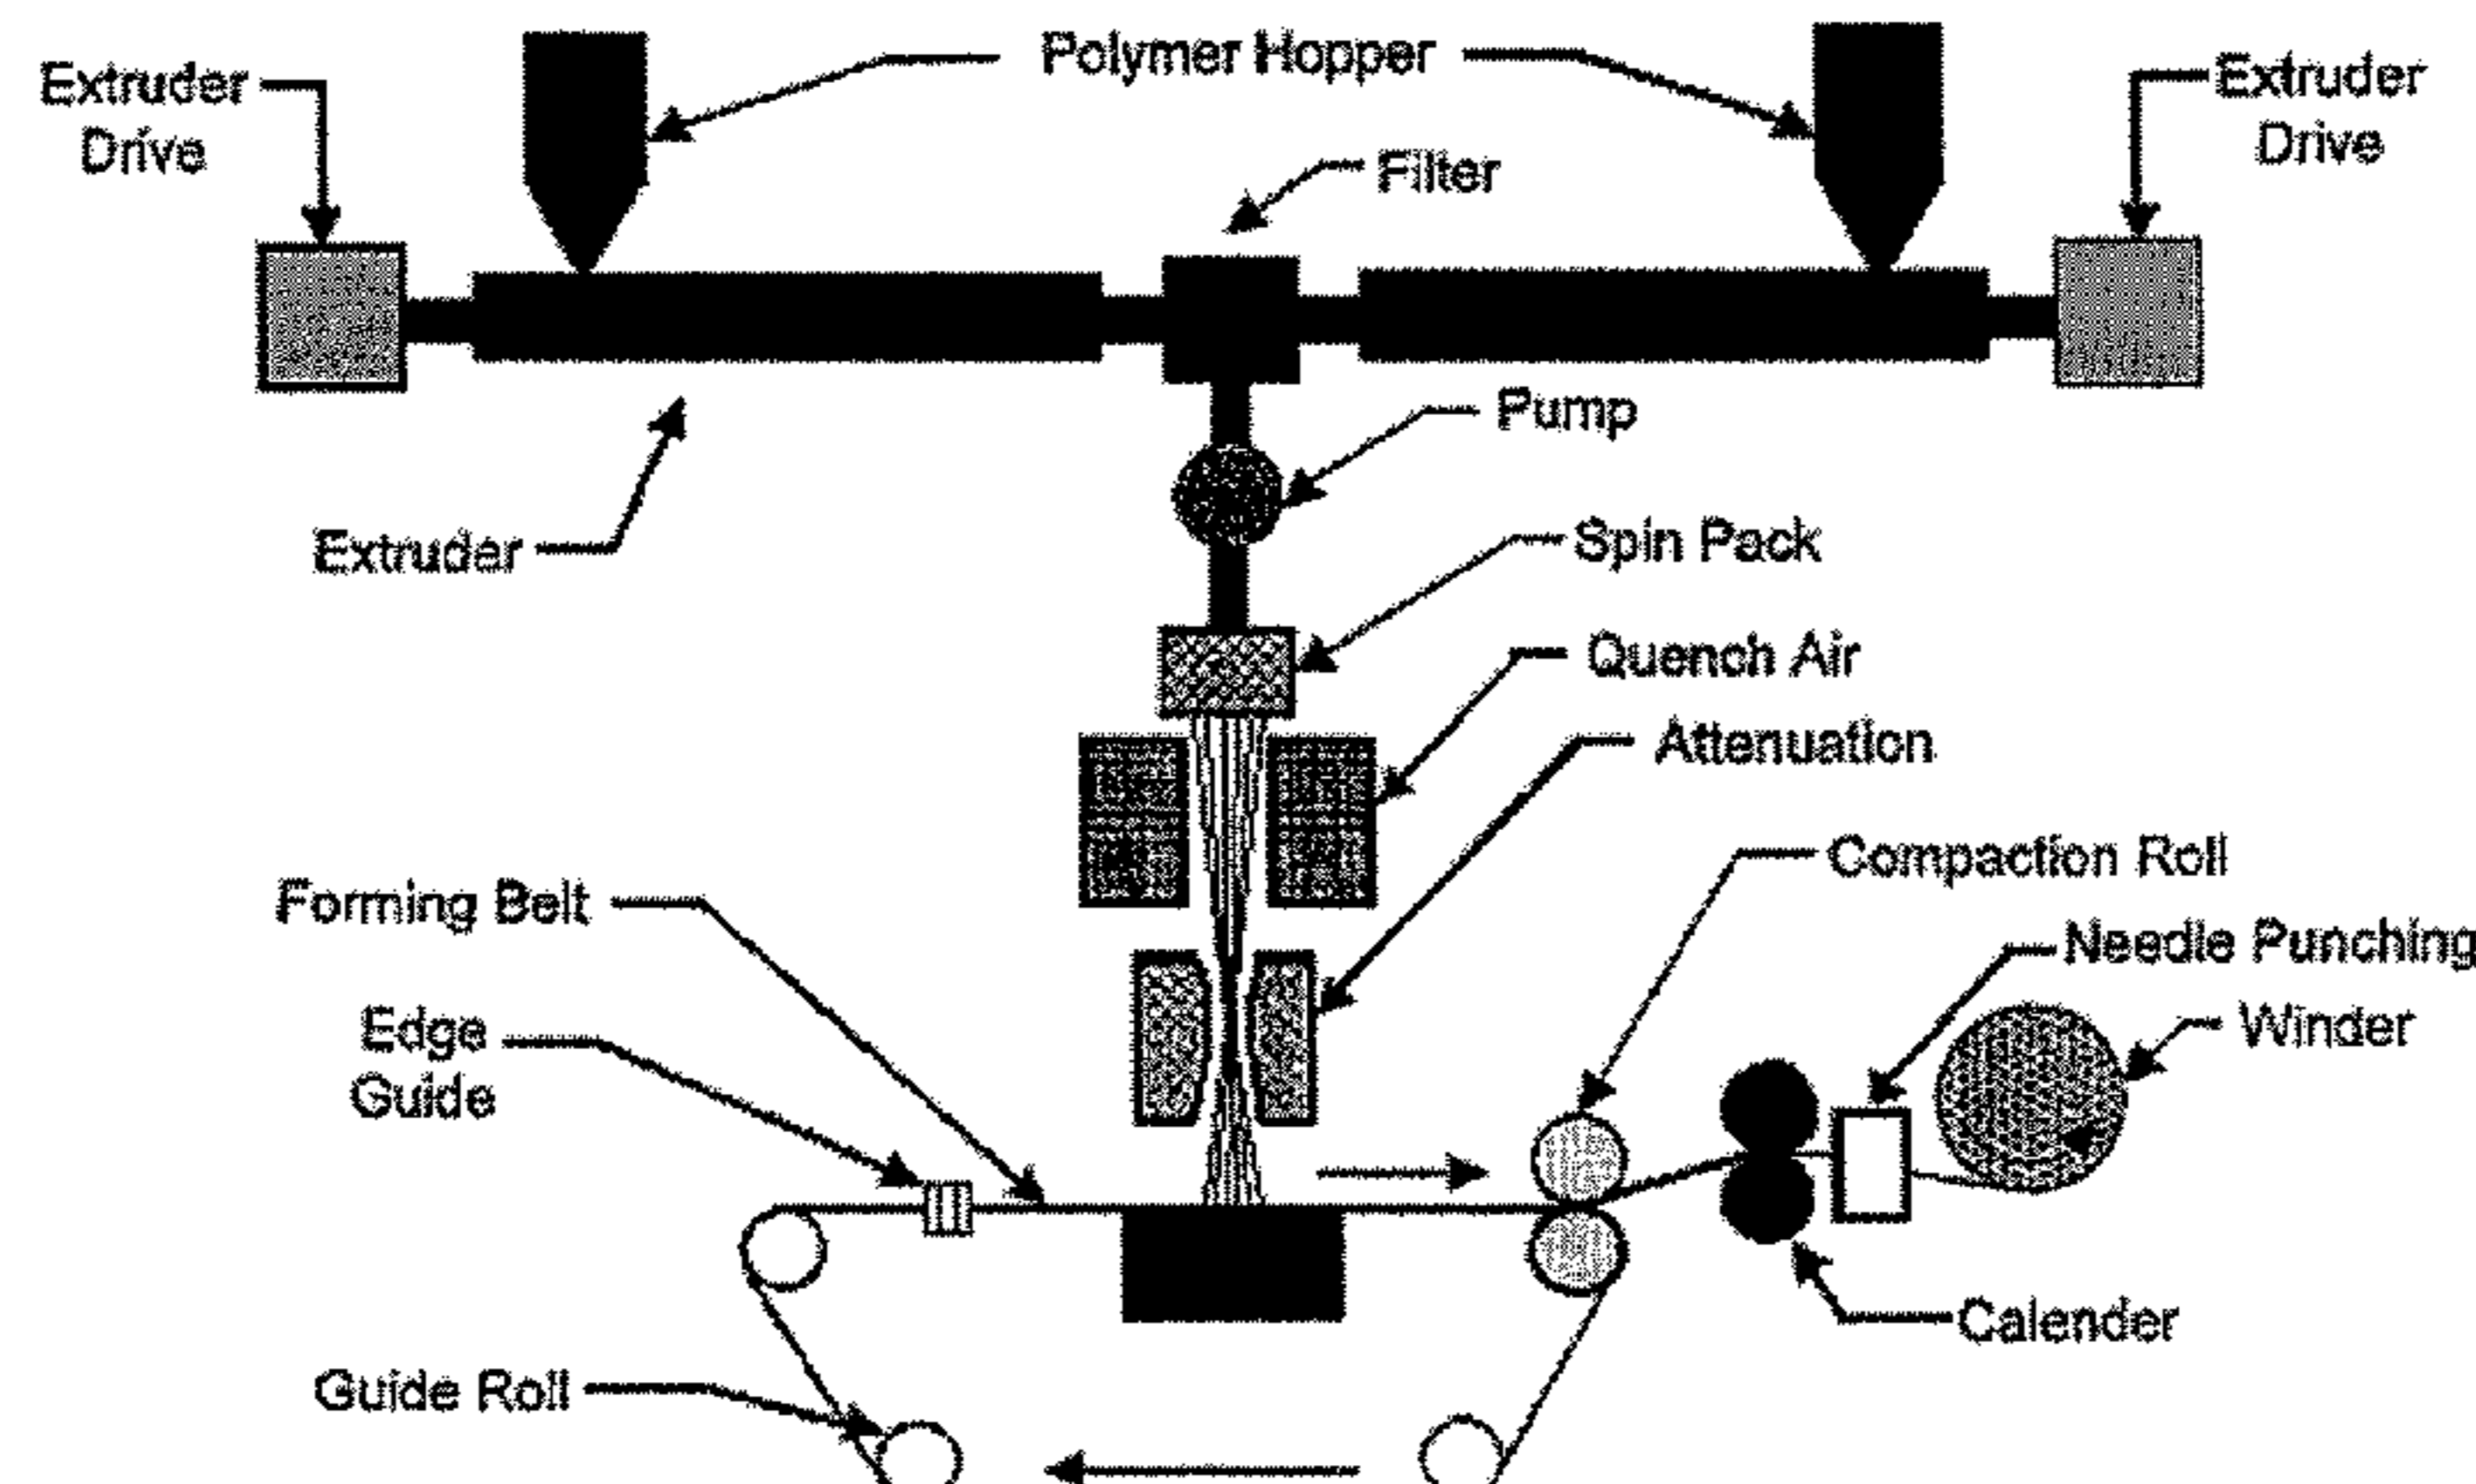 Extruder
Drive
Polymer Hopper
Extruder
Drive
Filter
Pump
Extruder
Spin Pack
Quench Air
Attenuation
Compaction Roll
Forming Belt
Needle Punching
Edge
Guide
Winder
Calender
Guide Roll